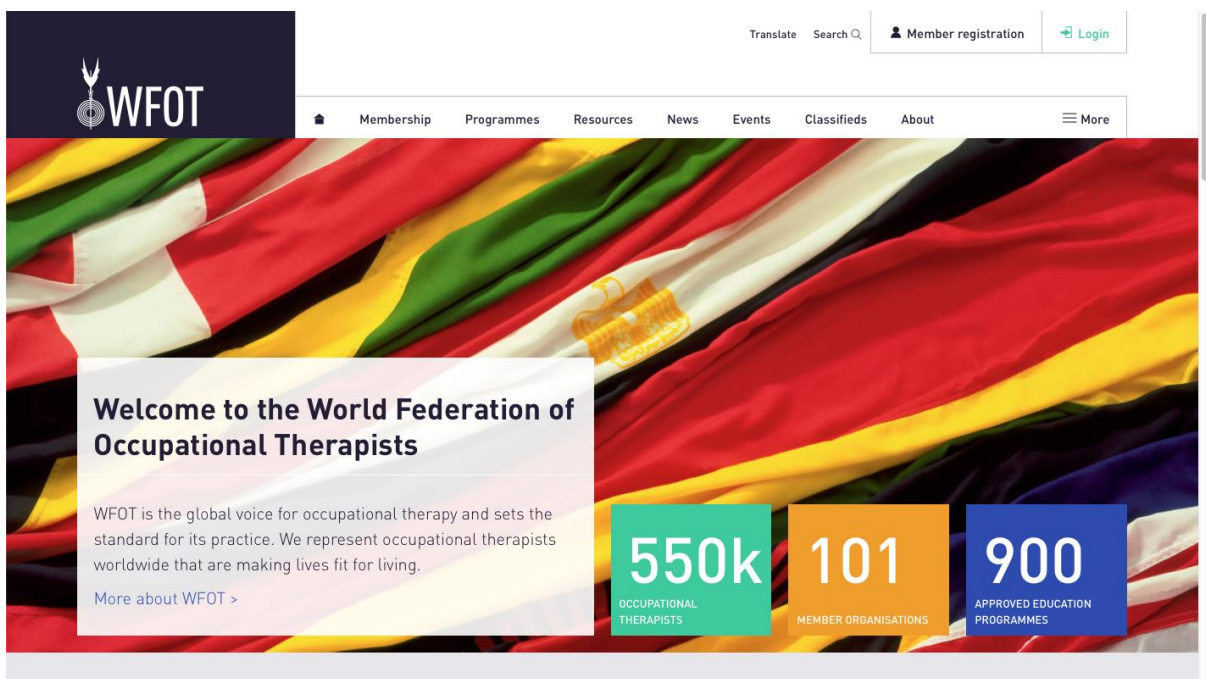 Translate Search Member registration Login
WFOT
Membership Programmes Resources News Events Classifieds About More
Welcome to the World Federation of
Occupational Therapists
WFOT is the global voice for occupational therapy and sets the
standard for its practice. We represent occupational therapists
worldwide that are making lives fit for living.
More about WFOT >
550k
OCCUPATIONAL
THERAPISTS
101
MEMBER ORGANISATIONS
900
APPROVED EDUCATION
PROGRAMMES